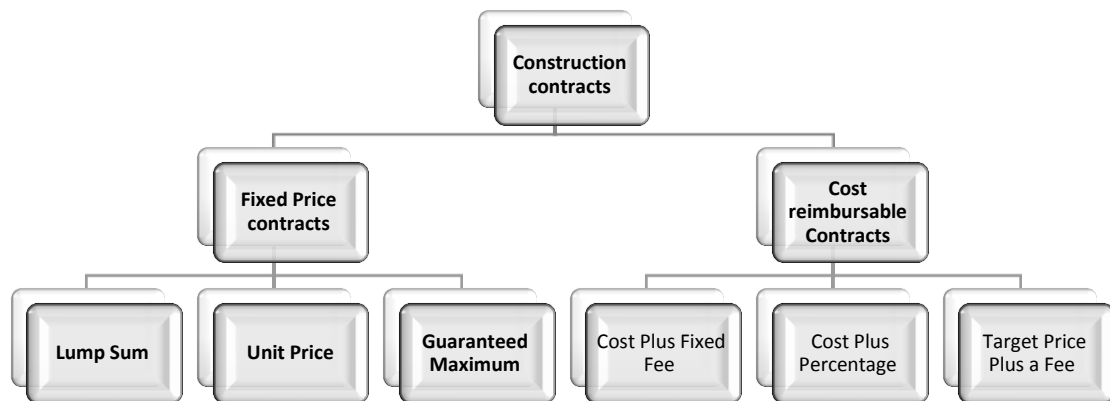 Construction
contracts
Fixed Price
contracts
Cost
reimbursable
Contracts
Lump Sum
Unit Price
Guaranteed
Maximum
Cost Plus Fixed
Fee
Cost Plus
Percentage
Target Price
Plus a Fee